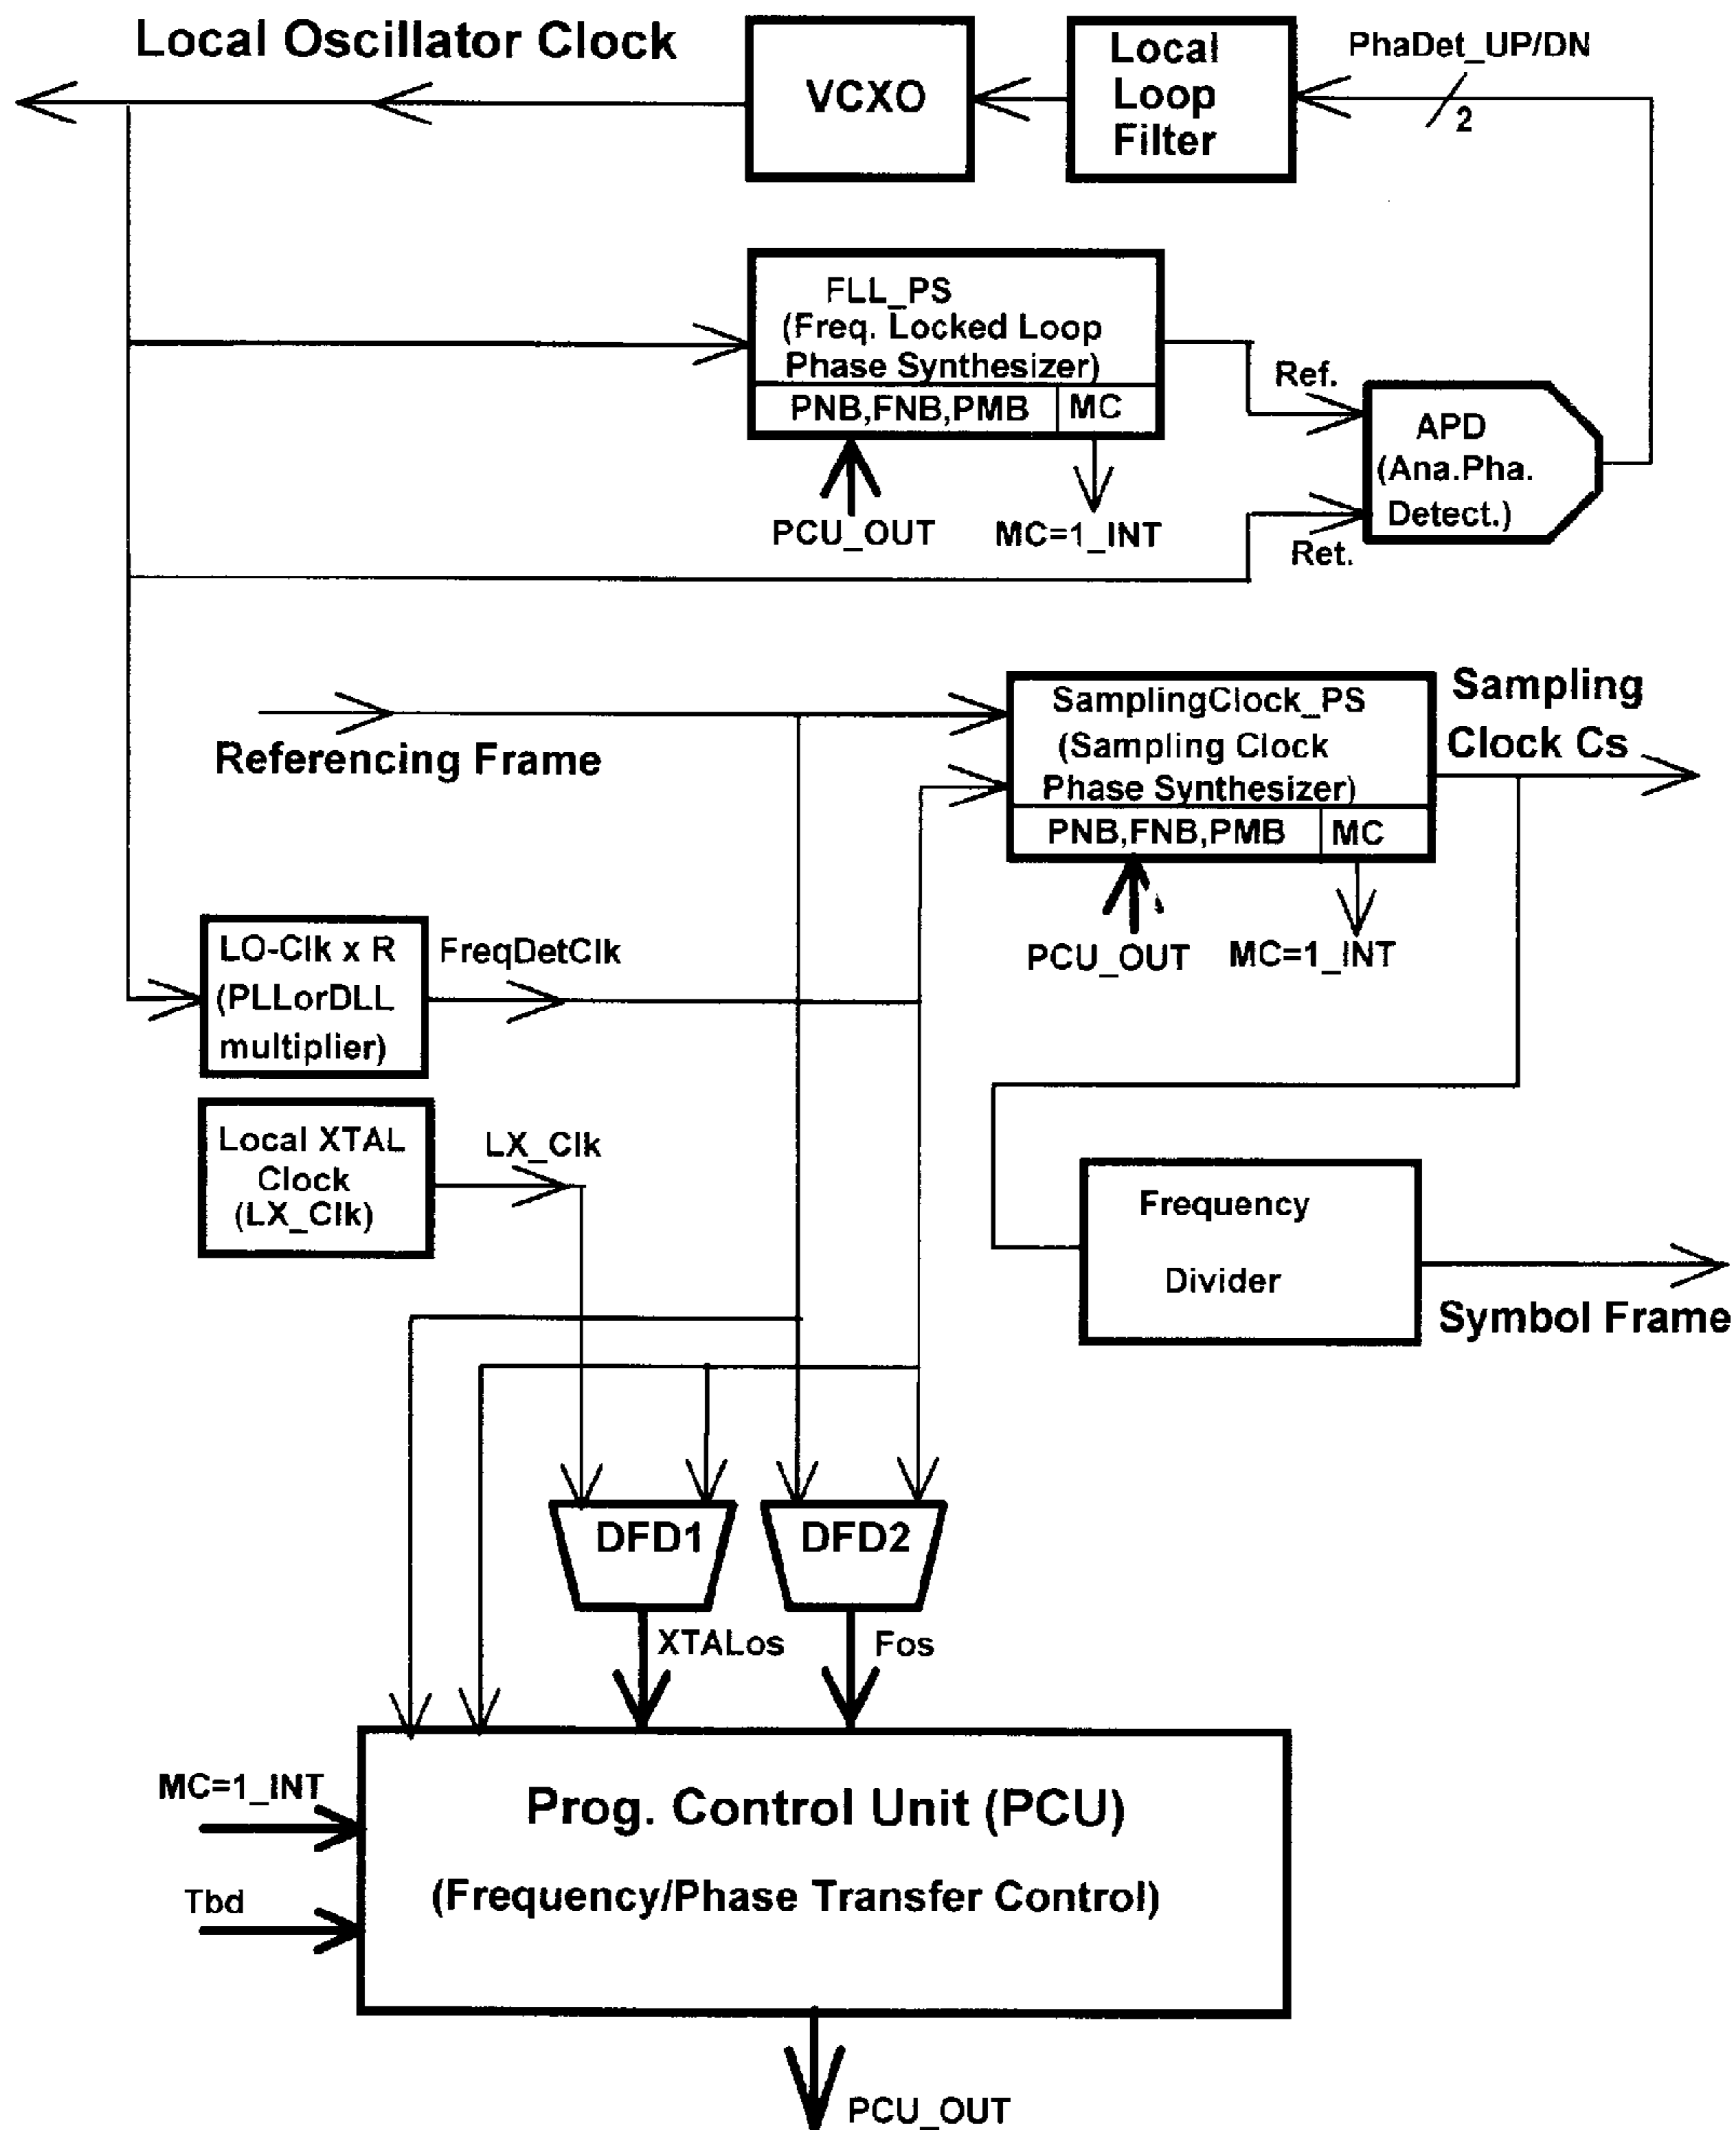 Local Oscillator Clock
VCXO
Local
Loop
Filter
PhaDet_UP/DN
2
FLL_PS
(Freq. Locked Loop
Phase Synthesizer)
PNB,FNB,PMB
MC
PCU_OUT
MC=1_INT
Ref.
APD
(Ana.Pha.
Detect.)
Ret.
Referencing Frame
SamplingClock_PS
(Sampling Clock
Phase Synthesizer)
PNB,FNB,PMB
MC
Sampling
Clock Cs
PCU_OUT
MC=1_INT
LO-Clk x R
(PLLorDLL
multiplier)
FreqDetClk
Local XTAL
Clock
(LX_Clk)
LX_Clk
Frequency
Divider
Symbol Frame
DFD1
DFD2
XTALos
Fos
MC=1_INT
Tbd
Prog. Control Unit (PCU)
(Frequency/Phase Transfer Control)
PCU_OUT